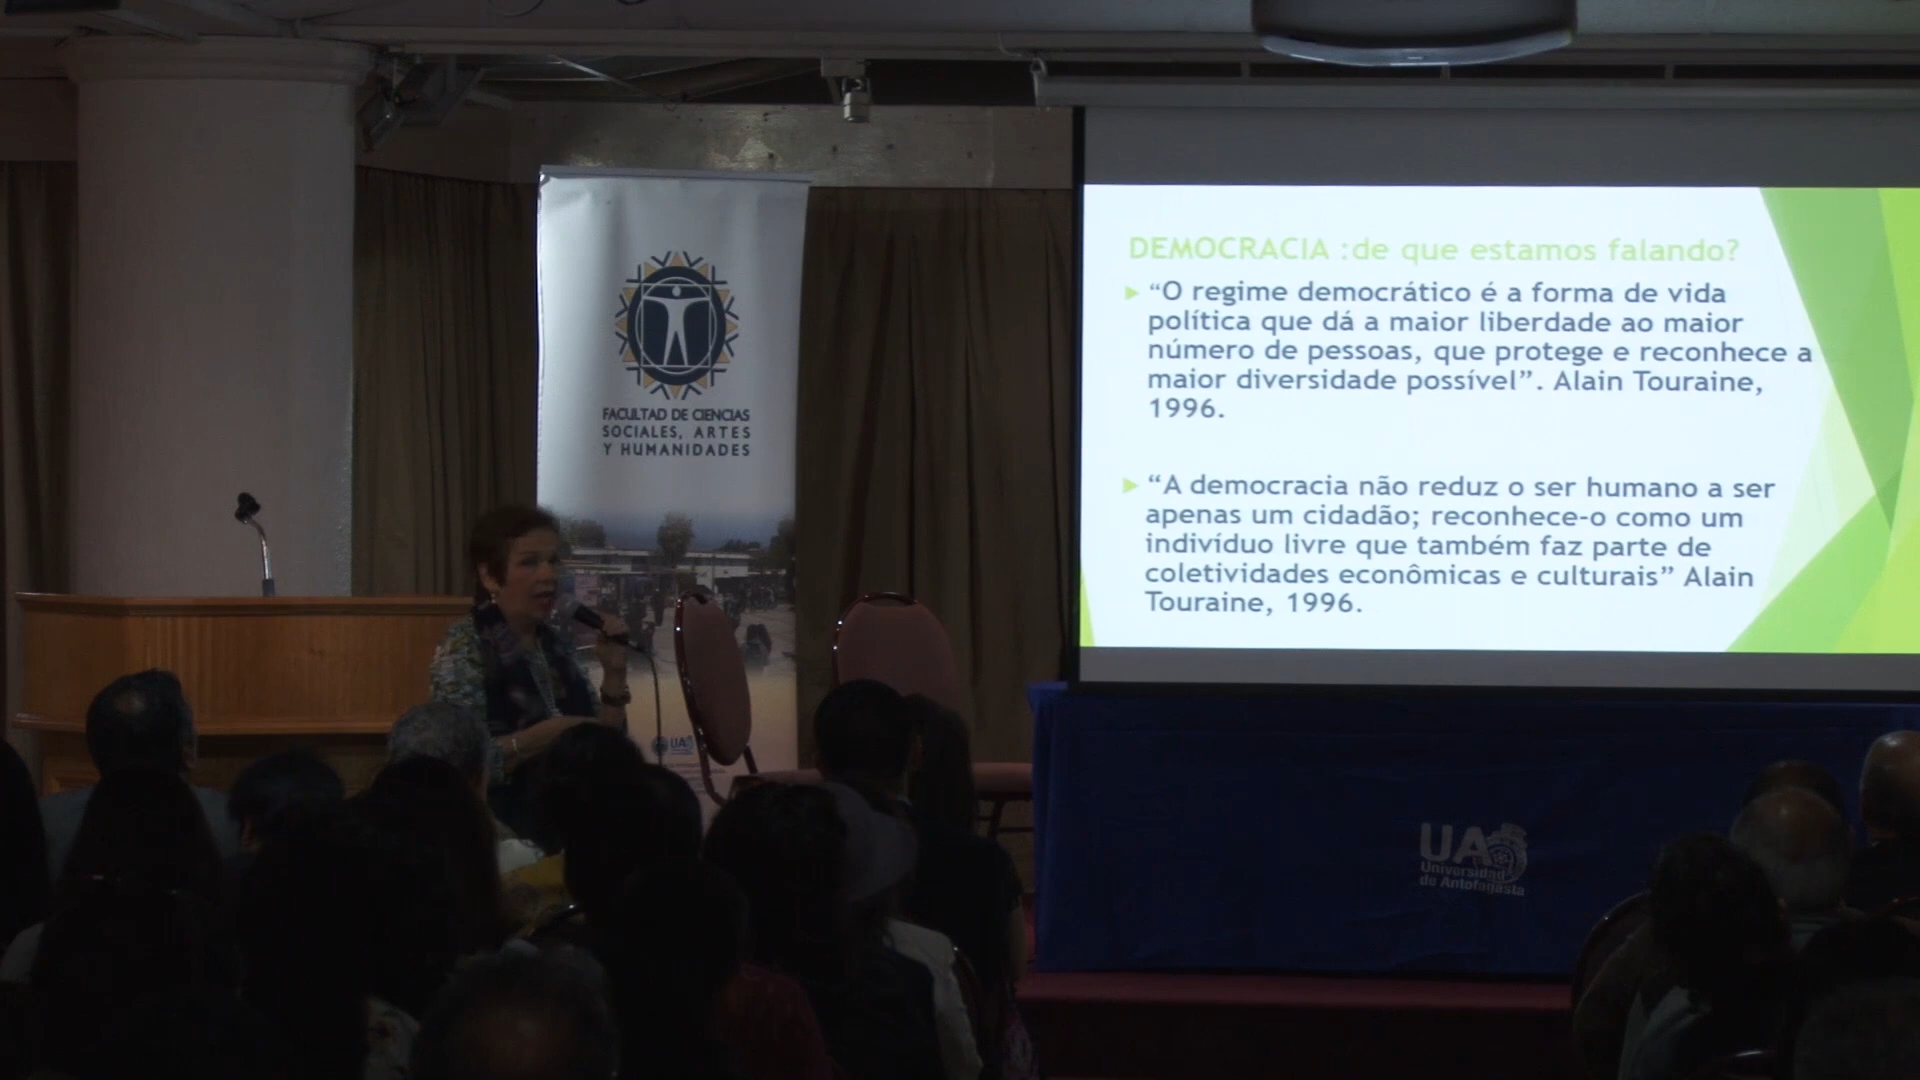 FACULTAD DE CIENCIAS
SOCIALES, ARTES
Y HUMANIDADES
UA
DEMOCRACIA :de que estamos falando?
“O regime democrático é a forma de vida
política que dá a maior liberdade ao maior
número de pessoas, que protege e reconhece a
maior diversidade possível”. Alain Touraine,
1996.
“A democracia não reduz o ser humano a ser
apenas um cidadão; reconhece-o como um
indivíduo livre que também faz parte de
coletividades econômicas e culturais” Alain
Touraine, 1996.
UA
Universidad
de Antofagasta